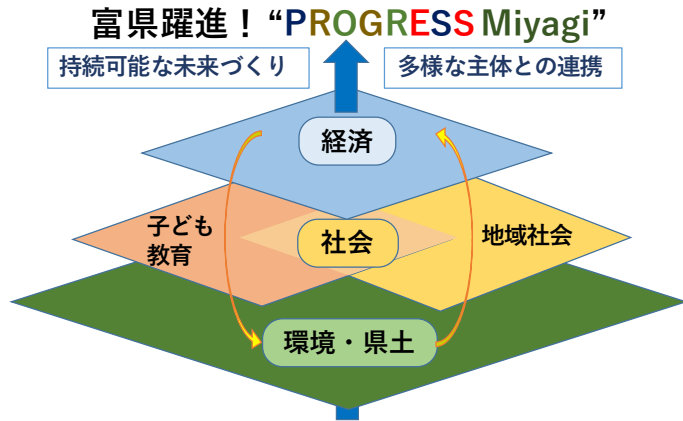 富県躍進！“PROGRESS Miyagi”
持続可能な未来づくり
多様な主体との連携
経済
子ども
教育
社会
地域社会
環境・県土